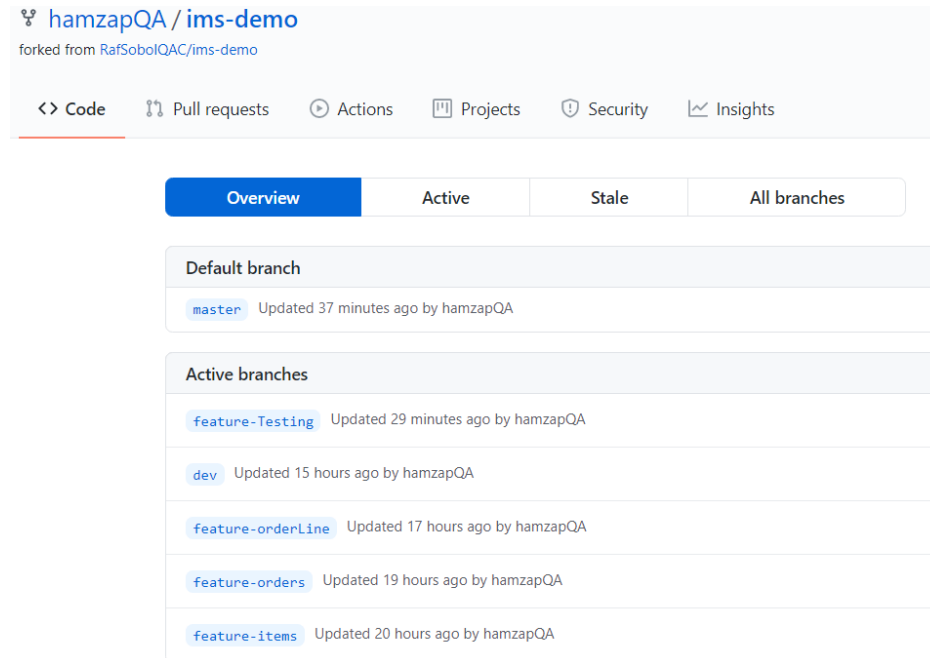 hamzapQA / ims-demo
forked from RafSobolQAC/ims-demo
Code Pull requests Actions Projects Security Insights
Overview Active Stale All branches
Default branch
master Updated 37 minutes ago by hamzapQA
Active branches
feature-Testing Updated 29 minutes ago by hamzapQA
dev Updated 15 hours ago by hamzapQA
feature-orderLine Updated 17 hours ago by hamzapQA
feature-orders Updated 19 hours ago by hamzapQA
feature-items Updated 20 hours ago by hamzapQA